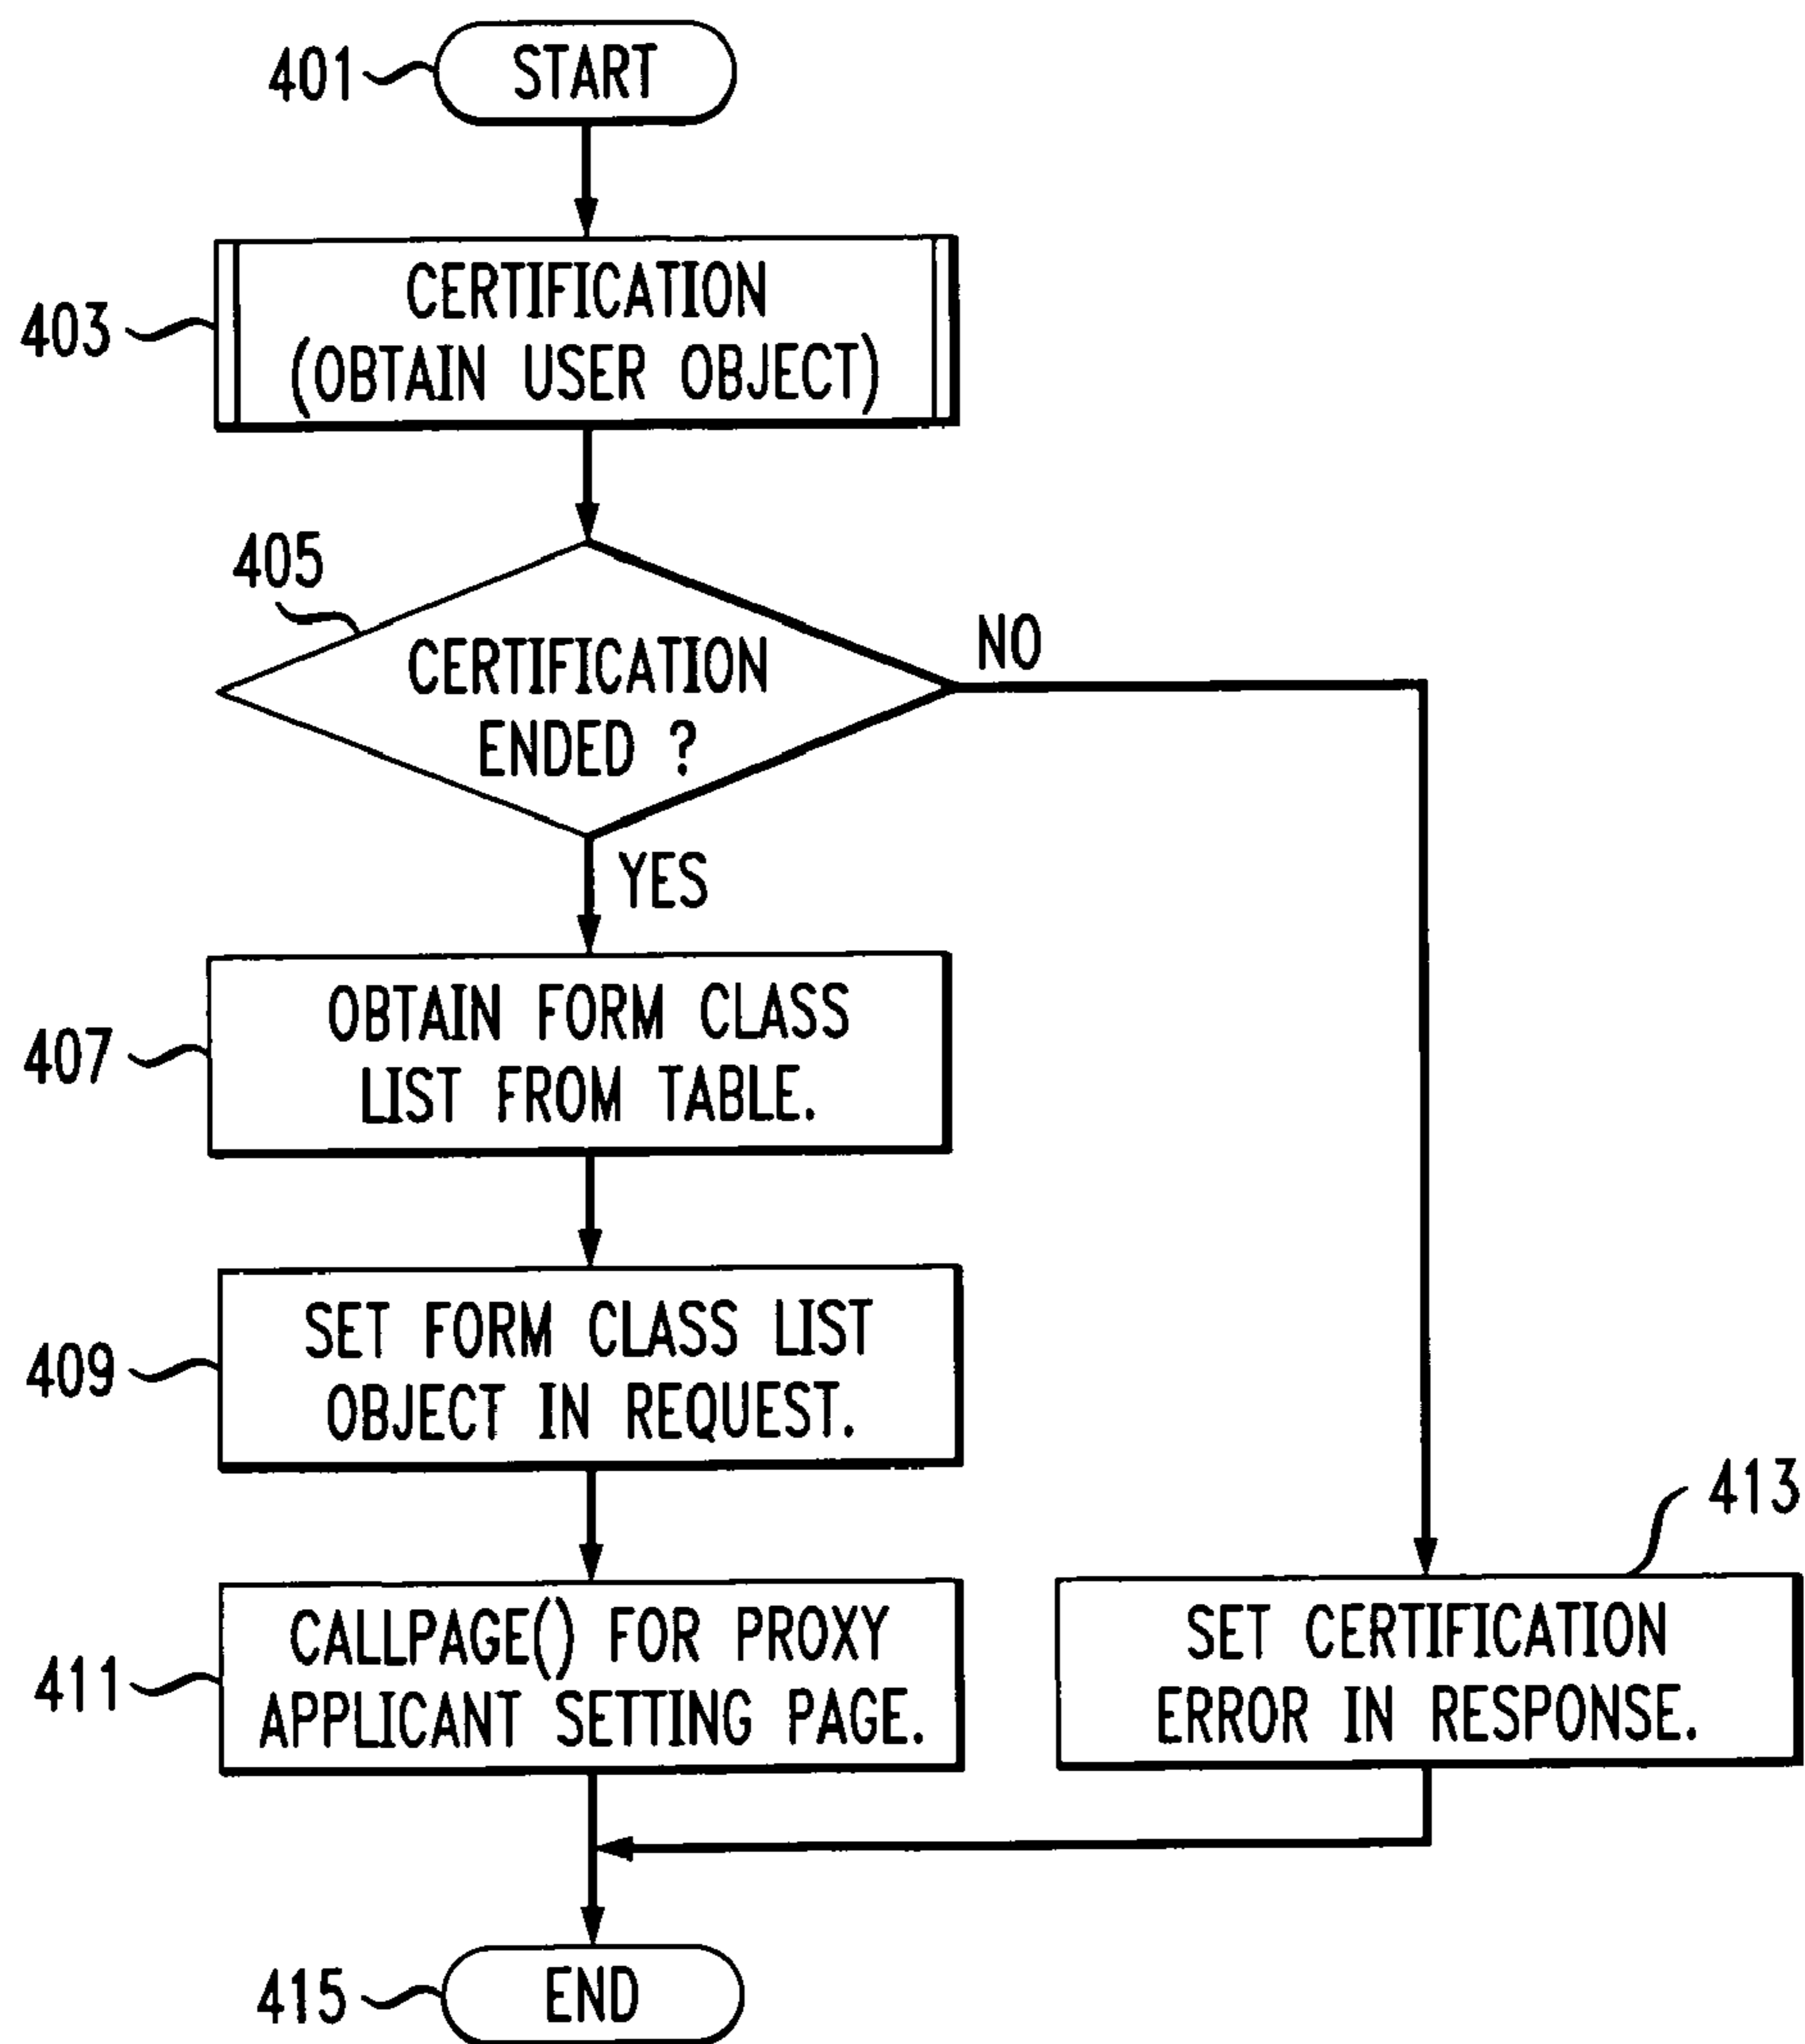 401
START
403
CERTIFICATION
(OBTAIN USER OBJECT)
405
CERTIFICATION
ENDED ?
NO
YES
407
OBTAIN FORM CLASS
LIST FROM TABLE.
409
SET FORM CLASS LIST
OBJECT IN REQUEST.
411
CALLPAGE() FOR PROXY
APPLICANT SETTING PAGE.
413
SET CERTIFICATION
ERROR IN RESPONSE.
415
END